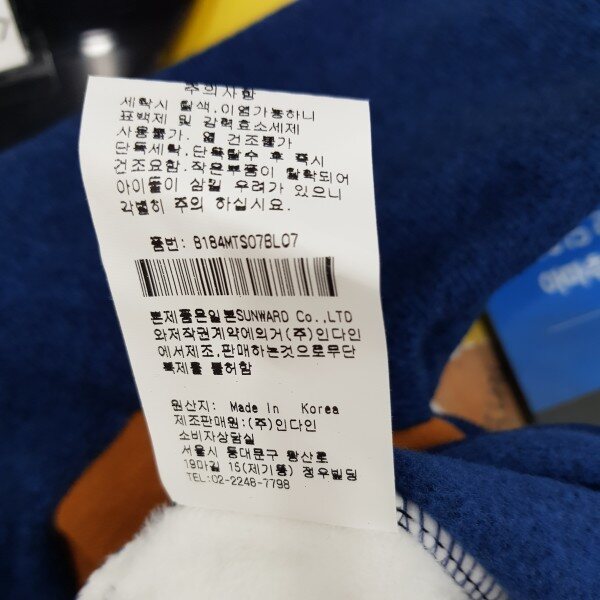 주의사항
세탁시 탈색,이염가능하니
표백제 및 강력효소세제
사용불가. 열 건조불가
단독세탁,단독탈수 후 즉시
건조요함.작은부품이 탈착되어
아이들이 삼킬 우려가 있으니
각별히 주의 하십시요.
품번: 8184MTS07BL07
본제품은일본SUNWARD Co.,LTD
와저작권계약에의거(주)인다인
에서제조,판매하는것으로무단
복제를 불허함
원산지: Made In Korea
제조판매원:(주)인다인
소비자상담실
서울시 동대문구 왕산로
19마길 15(제기동) 정우빌딩
TEL:02-2248-7798